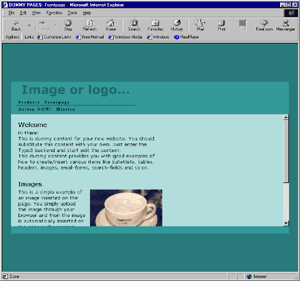 DUMMY PAGES: Frontpage - Microsoft Internet Explorer
File Edit View Favorites Tools Help
Back Stop Refresh Home Search Favorites History Mail Print Real.com Messenger
Address Links Customize Links Free Hotmail Windows Media Windows RealPlayer
Image or logo...
Products Frontpage
Action NOW! Mission
Welcome
Hi there!
This is dummy content for your new website. You should
substitute this content with your own. Just enter the
Typo3 backend and start edit the content.
This dummy content provides you with good examples of
how to create/insert various items like bulletlists, tables,
headers, images, email-forms, search-fields and so on.
Images
This is a simple example
of an image inserted on the
page. You simply upload
the image through your
browser and then the image
is automatically inserted on
Done Internet